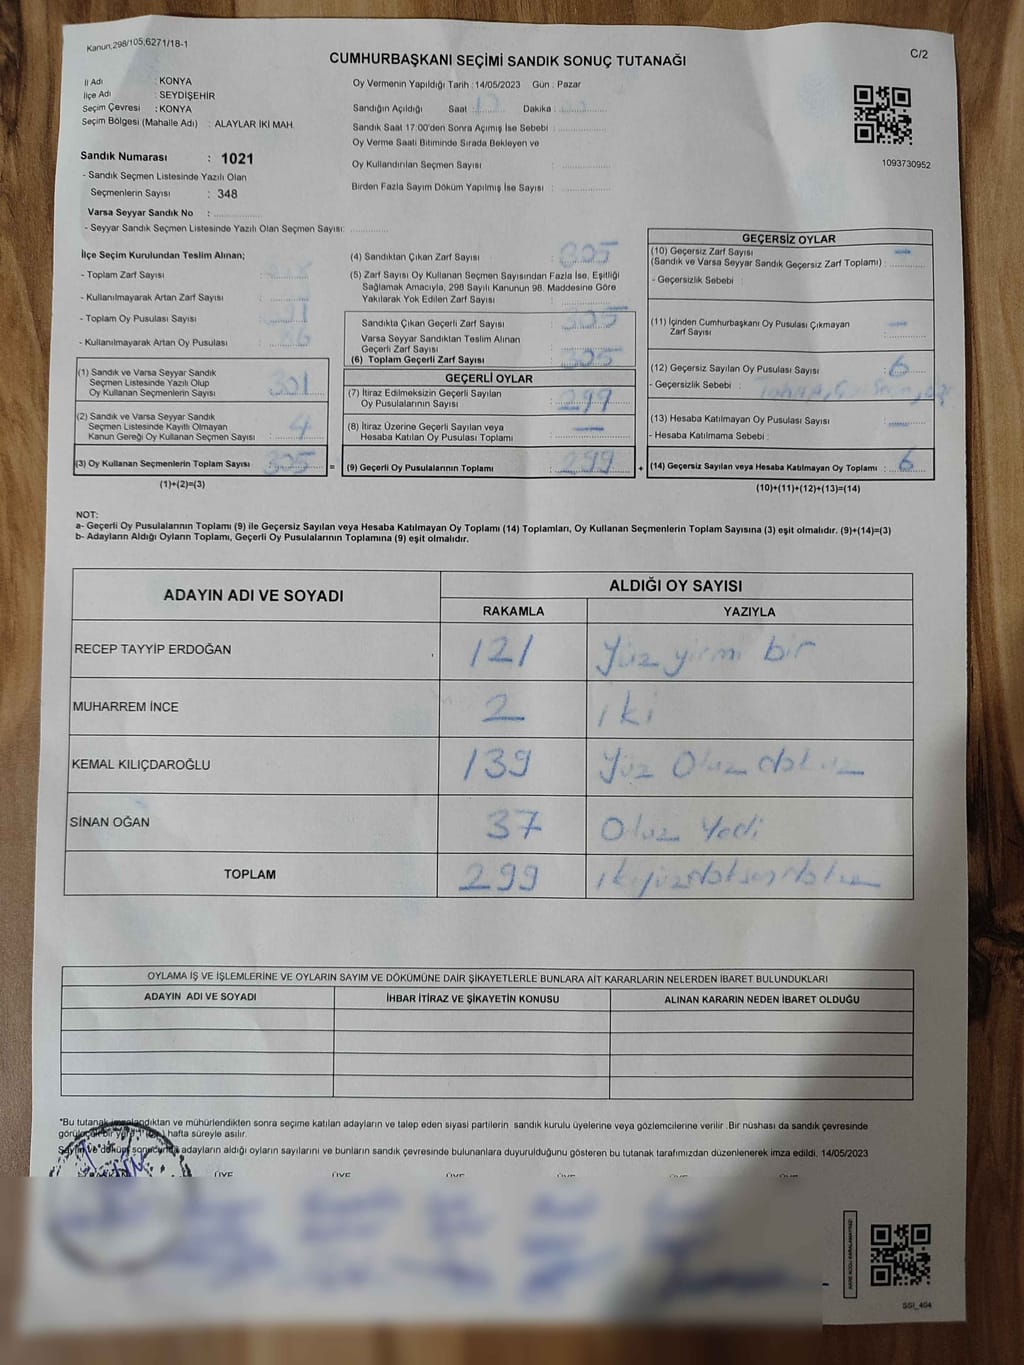 Kanun;298/105;6271/18-1
CUMHURBAŞKANI SEÇİMİ SANDIK SONUÇ TUTANAĞI
C/2
İl Adı : KONYA
İlçe Adı : SEYDİŞEHİR
Seçim Çevresi : KONYA
Seçim Bölgesi (Mahalle Adı) : ALAYLAR İKİ MAH.
Sandık Numarası : 1021
- Sandık Seçmen Listesinde Yazılı Olan
Seçmenlerin Sayısı : 348
Varsa Seyyar Sandık No :
- Seyyar Sandık Seçmen Listesinde Yazılı Olan Seçmen Sayısı:
Oy Vermenin Yapıldığı Tarih : 14/05/2023 Gün : Pazar
Sandığın Açıldığı Saat : 17 Dakika :
Sandık Saat 17:00'den Sonra Açımış İse Sebebi :
Oy Verme Saati Bitiminde Sırada Bekleyen ve
Oy Kullandırılan Seçmen Sayısı :
Birden Fazla Sayım Döküm Yapılmış İse Sayısı :
1093730952
İlçe Seçim Kurulundan Teslim Alınan;
- Toplam Zarf Sayısı :
- Kullanılmayarak Artan Zarf Sayısı :
- Toplam Oy Pusulası Sayısı :
- Kullanılmayarak Artan Oy Pusulası :
(1) Sandık ve Varsa Seyyar Sandık
Seçmen Listesinde Yazılı Olup
Oy Kullanan Seçmenlerin Sayısı : 301
(2) Sandık ve Varsa Seyyar Sandık
Seçmen Listesinde Kayıtlı Olmayan
Kanun Gereği Oy Kullanan Seçmen Sayısı : 4
(3) Oy Kullanan Seçmenlerin Toplam Sayısı : 305
(1)+(2)=(3)
(4) Sandıktan Çıkan Zarf Sayısı : 305
(5) Zarf Sayısı Oy Kullanan Seçmen Sayısından Fazla İse, Eşitliği
Sağlamak Amacıyla, 298 Sayılı Kanunun 98. Maddesine Göre
Yakılarak Yok Edilen Zarf Sayısı :
Sandıkta Çıkan Geçerli Zarf Sayısı : 305
Varsa Seyyar Sandıktan Teslim Alınan
Geçerli Zarf Sayısı :
(6) Toplam Geçerli Zarf Sayısı : 305
GEÇERLİ OYLAR
(7) İtiraz Edilmeksizin Geçerli Sayılan
Oy Pusulalarının Sayısı : 299
(8) İtiraz Üzerine Geçerli Sayılan veya
Hesaba Katılan Oy Pusulası Toplamı : —
= (9) Geçerli Oy Pusulalarının Toplamı : 299 +
GEÇERSİZ OYLAR
(10) Geçersiz Zarf Sayısı
(Sandık ve Varsa Seyyar Sandık Geçersiz Zarf Toplamı) : —
- Geçersizlik Sebebi :
(11) İçinden Cumhurbaşkanı Oy Pusulası Çıkmayan
Zarf Sayısı : —
(12) Geçersiz Sayılan Oy Pusulası Sayısı : 6
- Geçersizlik Sebebi :
(13) Hesaba Katılmayan Oy Pusulası Sayısı : —
- Hesaba Katılmama Sebebi :
(14) Geçersiz Sayılan veya Hesaba Katılmayan Oy Toplamı : 6
(10)+(11)+(12)+(13)=(14)
NOT:
a- Geçerli Oy Pusulalarının Toplamı (9) ile Geçersiz Sayılan veya Hesaba Katılmayan Oy Toplamı (14) Toplamları, Oy Kullanan Seçmenlerin Toplam Sayısına (3) eşit olmalıdır. (9)+(14)=(3)
b- Adayların Aldığı Oyların Toplamı, Geçerli Oy Pusulalarının Toplamına (9) eşit olmalıdır.
ADAYIN ADI VE SOYADI
ALDIĞI OY SAYISI
RAKAMLA YAZIYLA
RECEP TAYYİP ERDOĞAN 121 Yüz yirmi bir
MUHARREM İNCE 2 iki
KEMAL KILIÇDAROĞLU 139 Yüz Otuz dokuz
SİNAN OĞAN 37 Otuz Yedi
TOPLAM 299 ikiyüzdoksandokuz
OYLAMA İŞ VE İŞLEMLERİNE VE OYLARIN SAYIM VE DÖKÜMÜNE DAİR ŞİKAYETLERLE BUNLARA AİT KARARLARIN NELERDEN İBARET BULUNDUKLARI
ADAYIN ADI VE SOYADI İHBAR İTİRAZ VE ŞİKAYETİN KONUSU ALINAN KARARIN NEDEN İBARET OLDUĞU
*Bu tutanak imzalandıktan ve mühürlendikten sonra seçime katılan adayların ve talep eden siyasi partilerin sandık kurulu üyelerine veya gözlemcilerine verilir .Bir nüshası da sandık çevresinde
hafta süreyle asılır.
Sayım ve döküm sonucunda adayların aldığı oyların sayılarını ve bunların sandık çevresinde bulunanlara duyurulduğunu gösteren bu tutanak tarafımızdan düzenlenerek imza edildi. 14/05/2023
ÜYE ÜYE ÜYE ÜYE ÜYE ÜYE
SSI_404